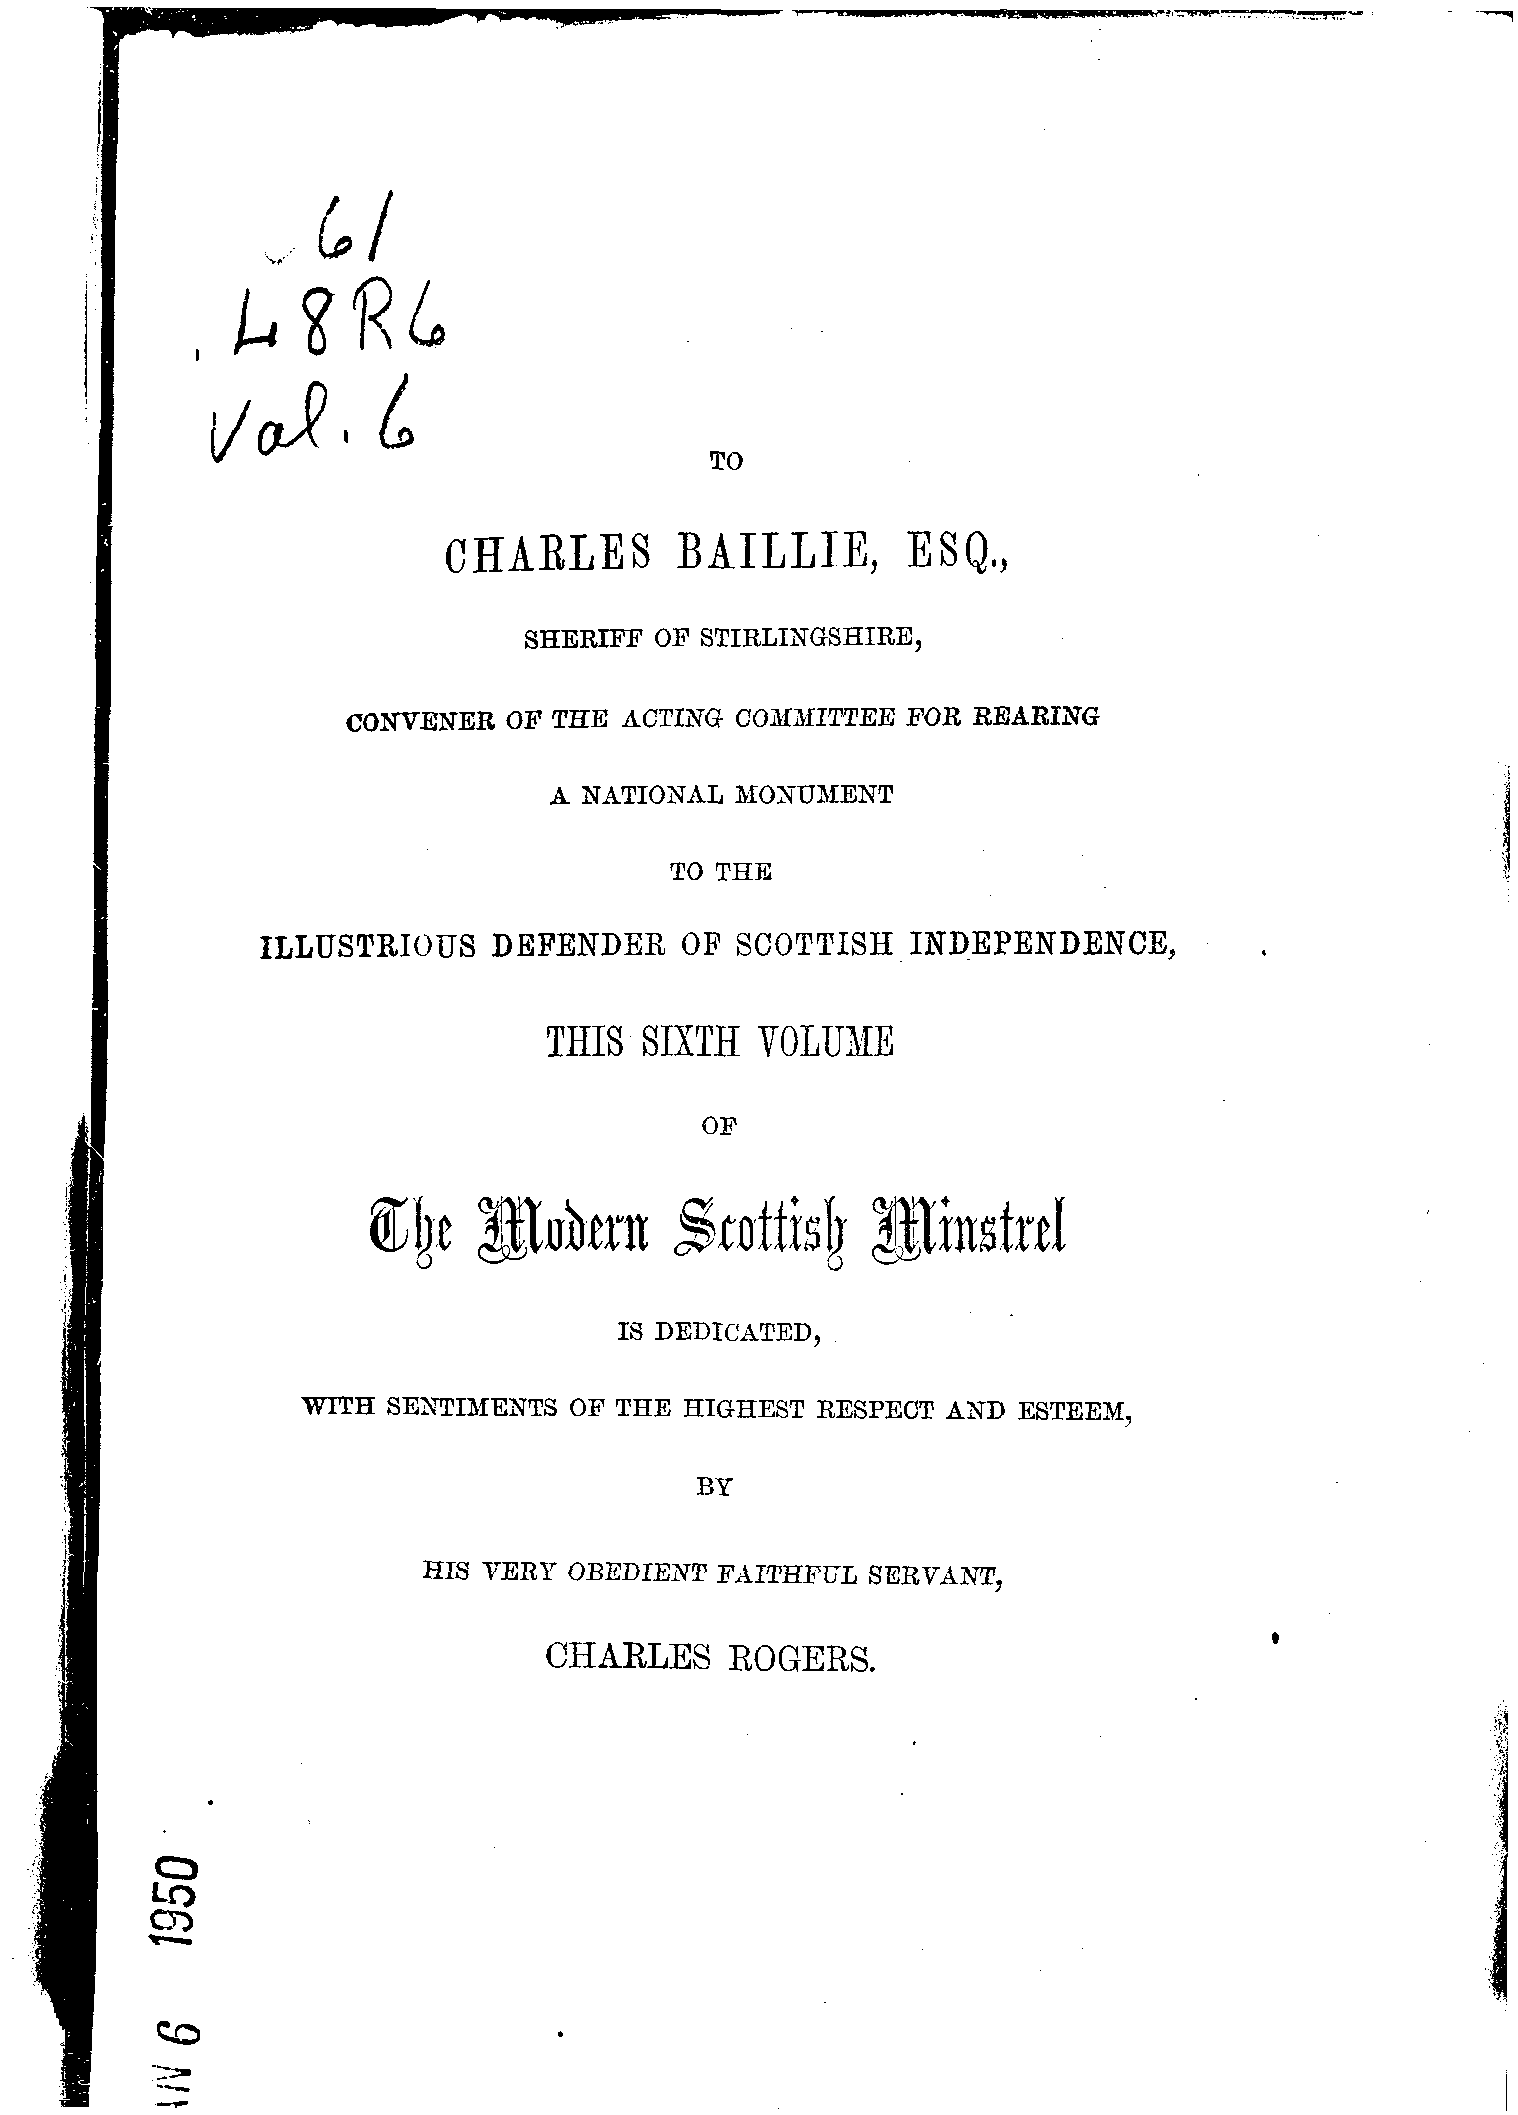 61
.48R6
Vol. 6
TO
CHARLES BAILLIE, ESQ.,
SHERIFF OF STIRLINGSHIRE,
CONVENER OF THE ACTING COMMITTEE FOR REARING
A NATIONAL MONUMENT
TO THE
ILLUSTRIOUS DEFENDER OF SCOTTISH INDEPENDENCE,
THIS SIXTH VOLUME
OF
The Modern Scottish Minstrel
IS DEDICATED,
WITH SENTIMENTS OF THE HIGHEST RESPECT AND ESTEEM,
BY
HIS VERY OBEDIENT FAITHFUL SERVANT,
CHARLES ROGERS.
6 1950